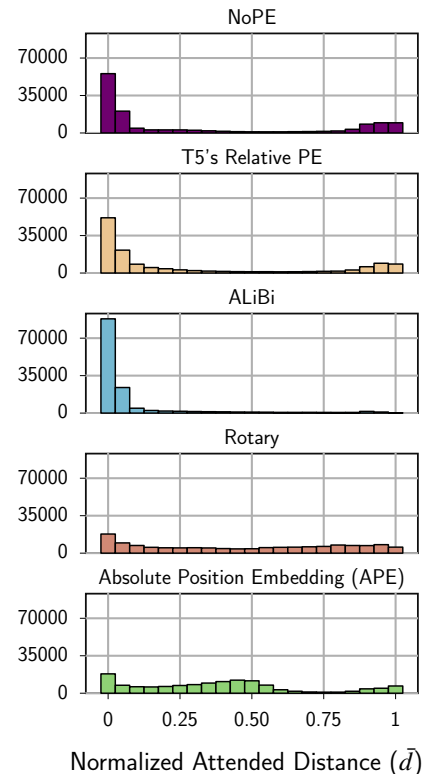 NoPE
70000
35000
0
T5's Relative PE
70000
35000
0
ALiBi
70000
35000
0
Rotary
70000
35000
0
Absolute Position Embedding (APE)
70000
35000
0
0 0.25 0.50 0.75 1
Normalized Attended Distance (d̄)